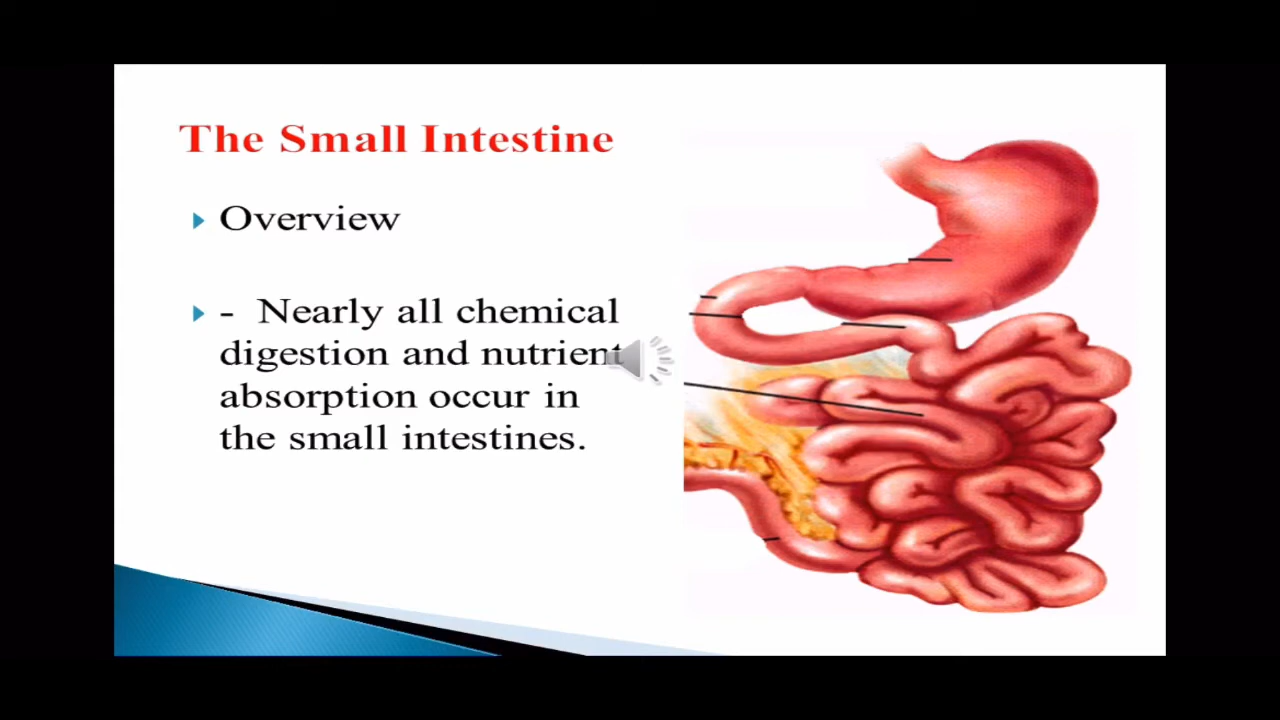 The Small Intestine
Overview
- Nearly all chemical
digestion and nutrient
absorption occur in
the small intestines.